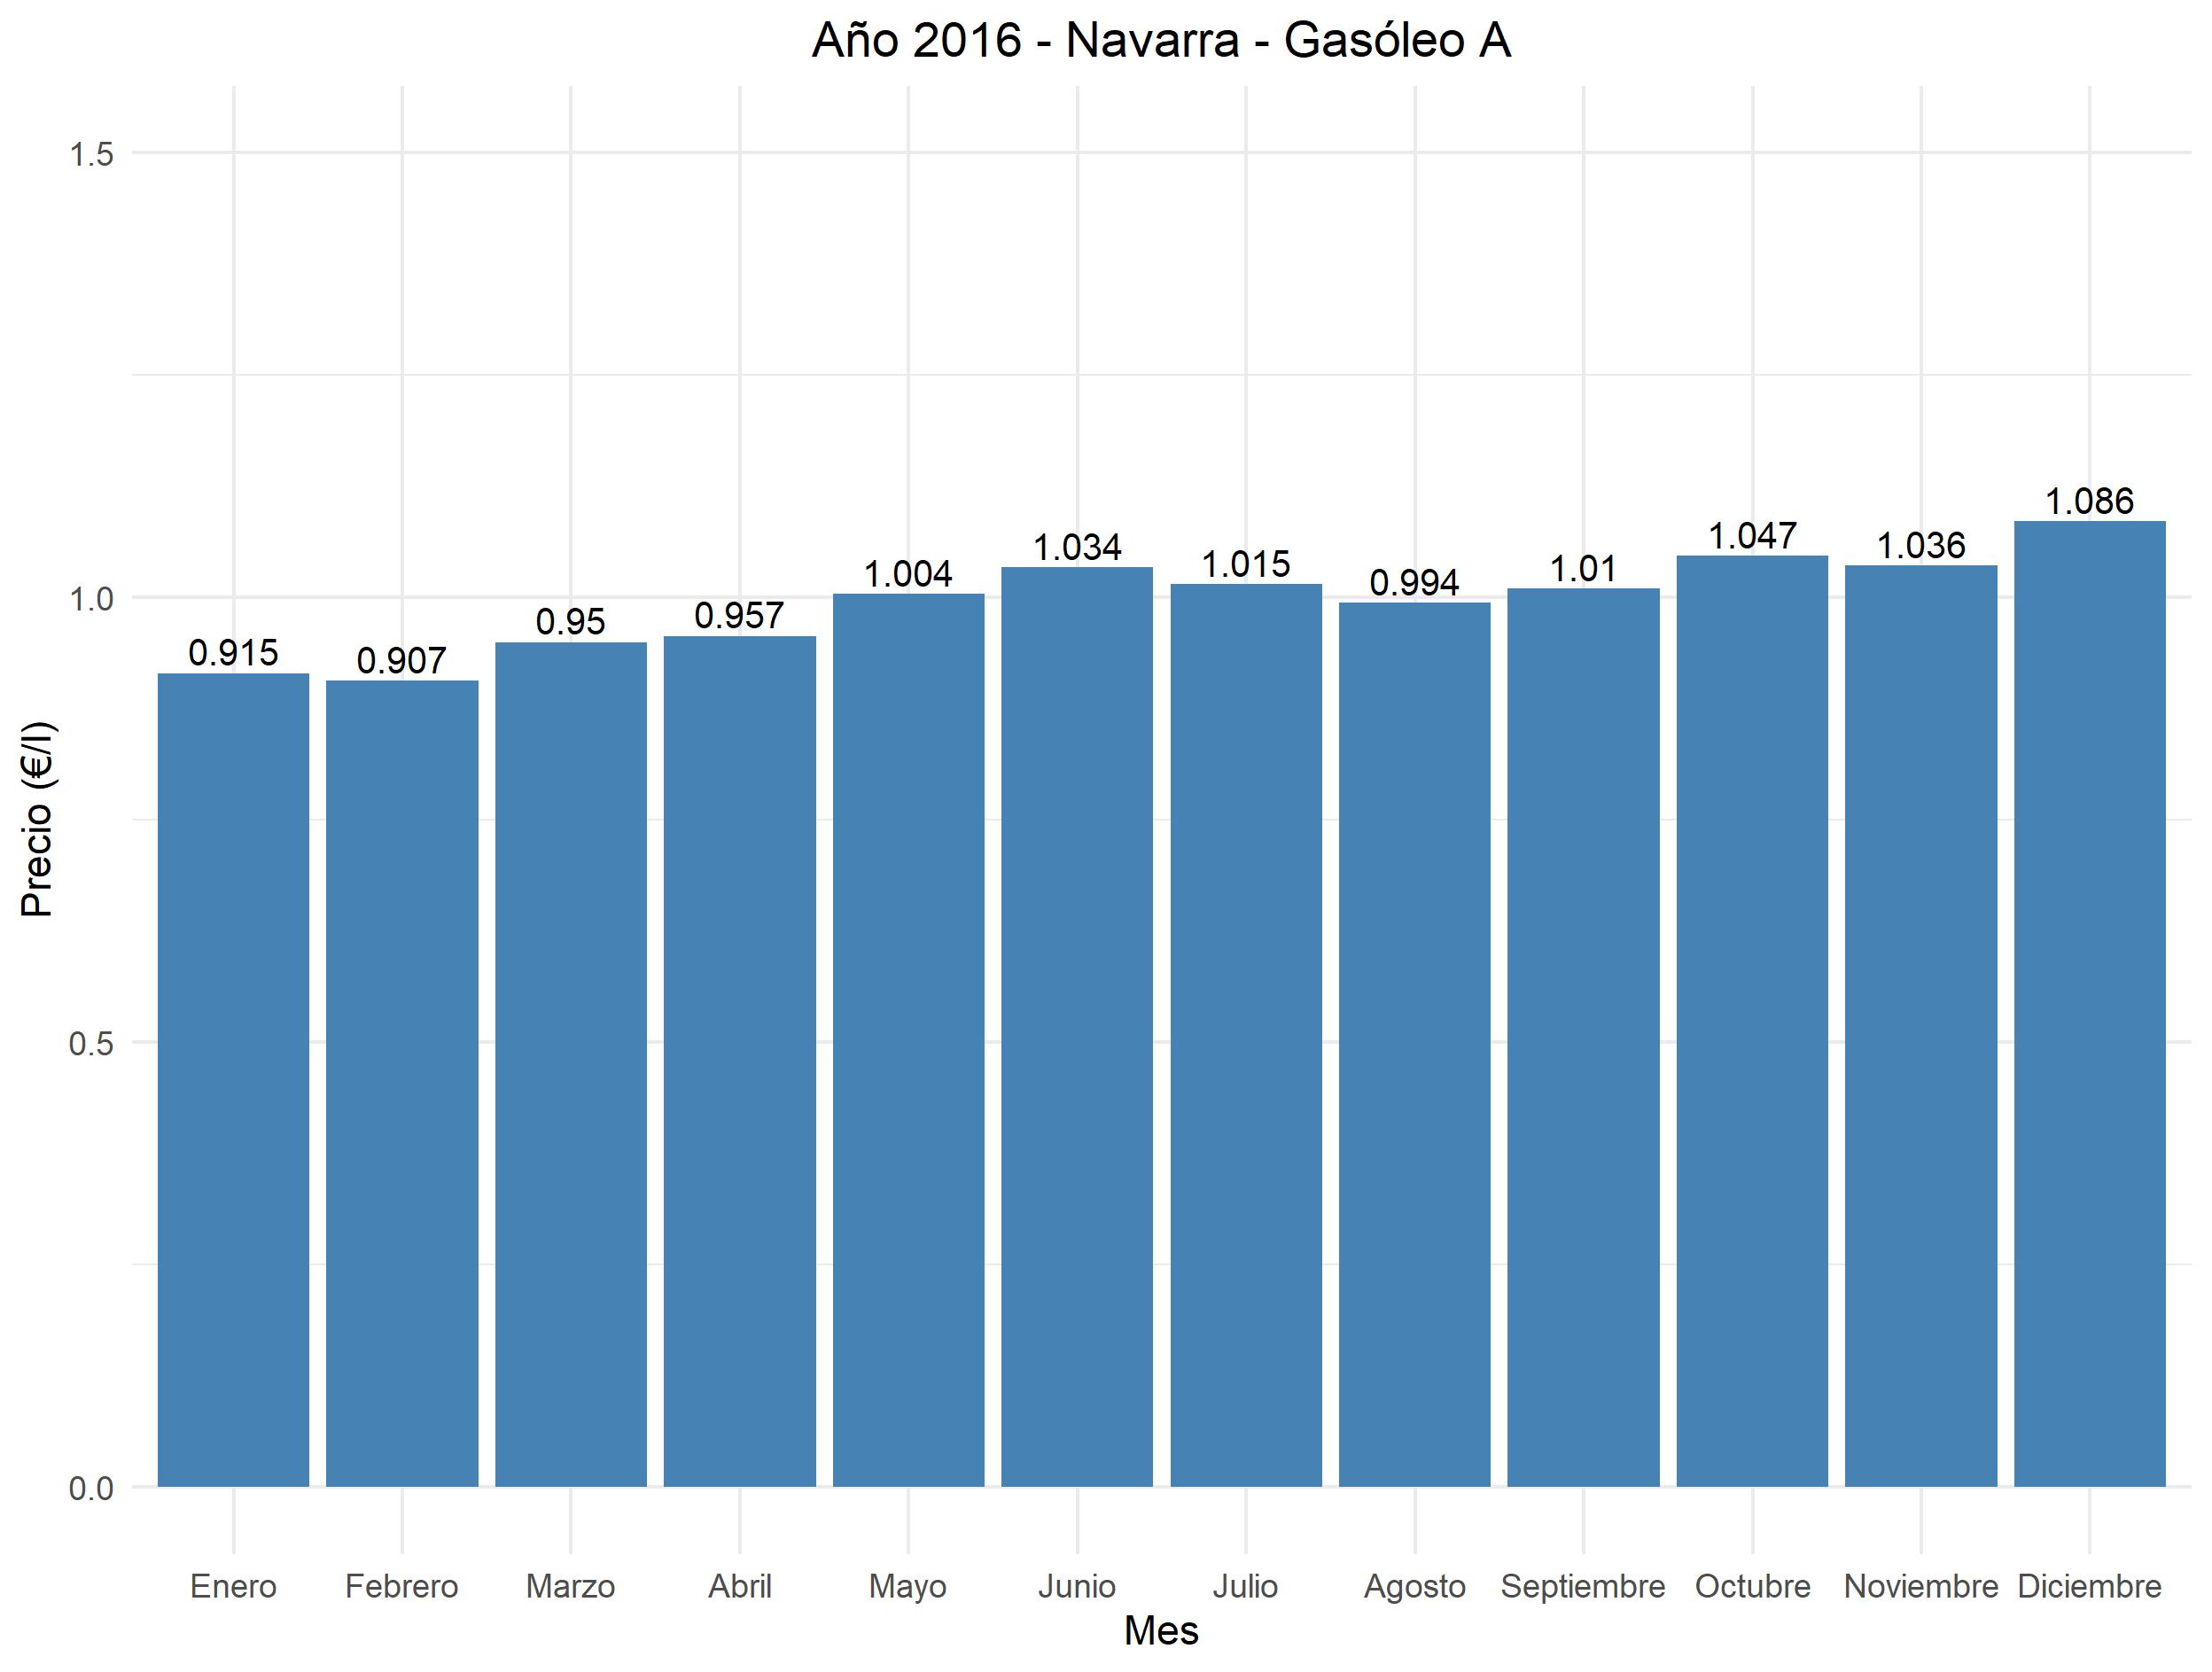 Año 2016 - Navarra - Gasóleo A
Precio (€/l)
1.5
1.0
0.5
0.0
0.915
0.907
0.95
0.957
1.004
1.034
1.015
0.994
1.01
1.047
1.036
1.086
Enero
Febrero
Marzo
Abril
Mayo
Junio
Julio
Agosto
Septiembre
Octubre
Noviembre
Diciembre
Mes